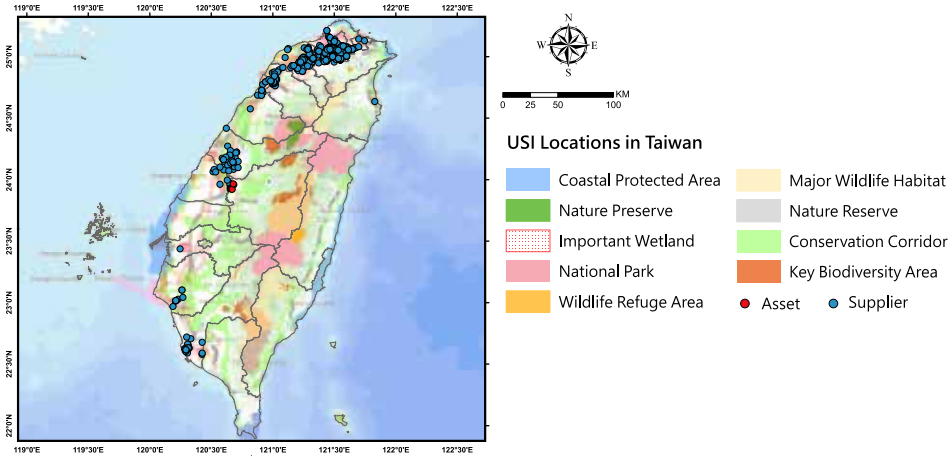 119°0'E 119°30'E 120°0'E 120°30'E 121°0'E 121°30'E 122°0'E 122°30'E
25°0'N
24°30'N
24°0'N
23°30'N
23°0'N
22°30'N
22°0'N
119°0'E 119°30'E 120°0'E 120°30'E 121°0'E 121°30'E 122°0'E 122°30'E
N
W E
S
KM
0 25 50 100
USI Locations in Taiwan
Coastal Protected Area Major Wildlife Habitat
Nature Preserve Nature Reserve
Important Wetland Conservation Corridor
National Park Key Biodiversity Area
Wildlife Refuge Area Asset Supplier